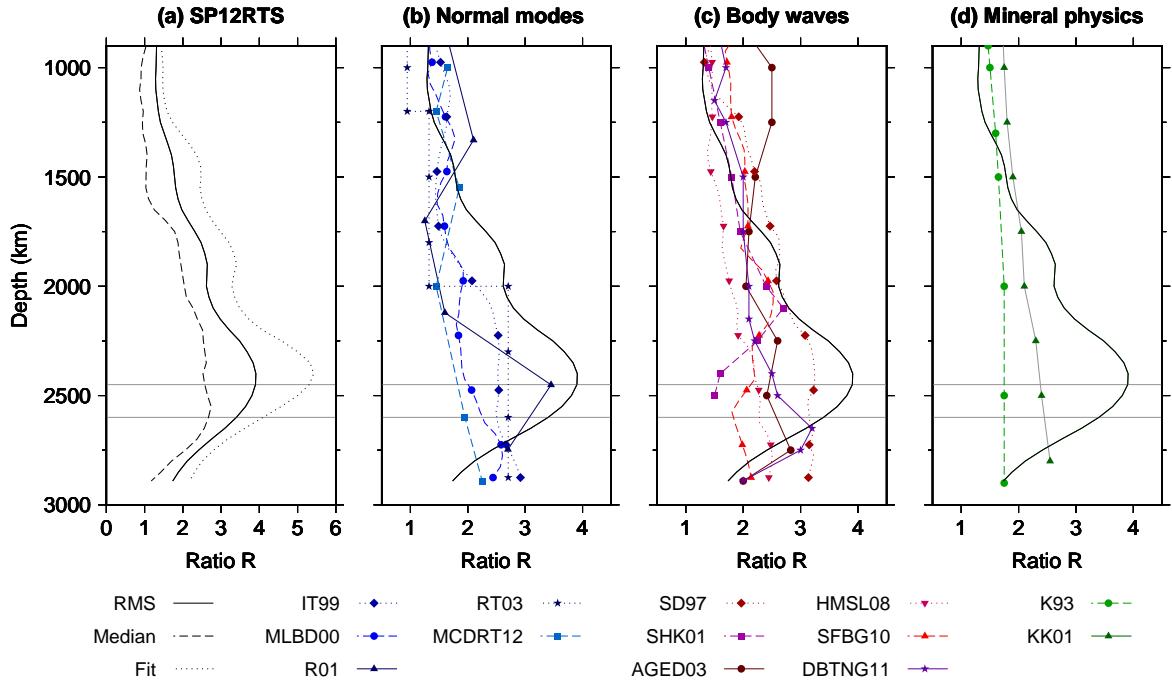 (a) SP12RTS (b) Normal modes (c) Body waves (d) Mineral physics
Depth (km)
1000
1500
2000
2500
3000
0 1 2 3 4 5 6 1 2 3 4 1 2 3 4 1 2 3 4
Ratio R Ratio R Ratio R Ratio R
RMS IT99 RT03 SD97 HMSL08 K93
Median MLBD00 MCDRT12 SHK01 SFBG10 KK01
Fit R01 AGED03 DBTNG11